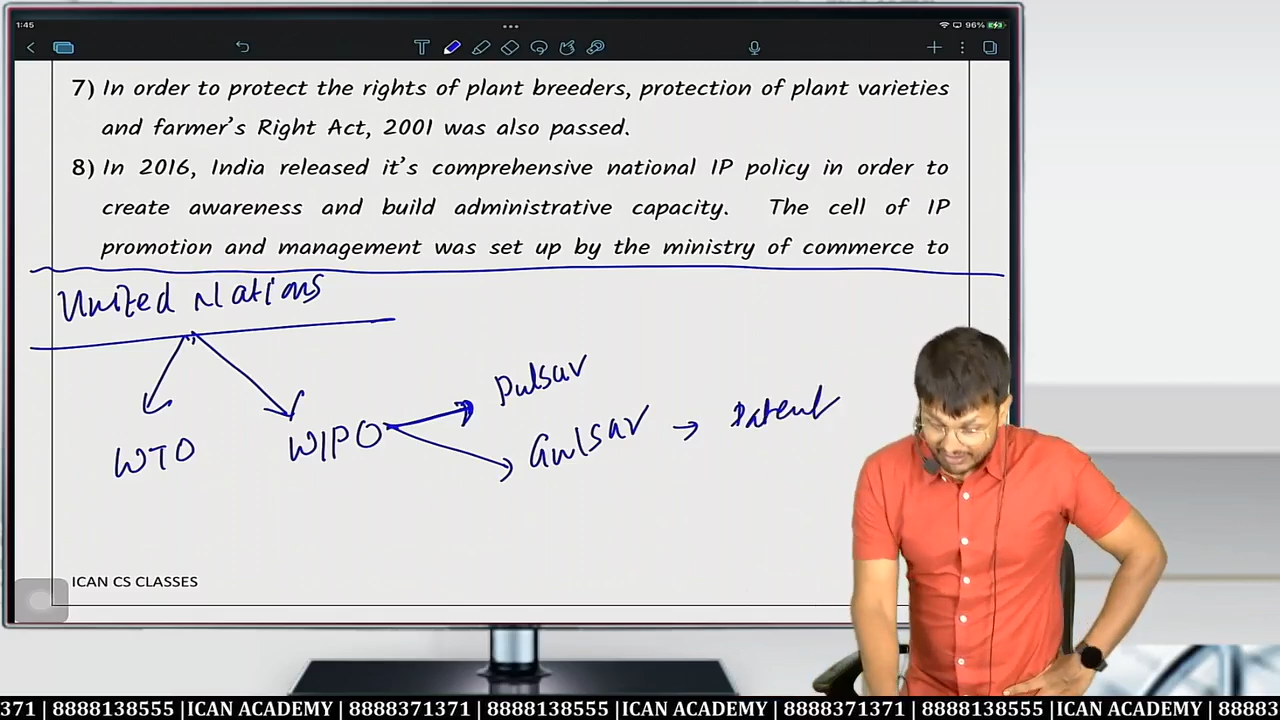 1:45
96%
7) In order to protect the rights of plant breeders, protection of plant varieties
and farmer's Right Act, 2001 was also passed.
8) In 2016, India released it's comprehensive national IP policy in order to
create awareness and build administrative capacity. The cell of IP
promotion and management was set up by the ministry of commerce to
United Nations
Pulsar
WTO
WIPO
Gulsar → Patent
ICAN CS CLASSES
371 | 8888138555 |ICAN ACADEMY | 8888371371 | 8888138555 |ICAN ACADEMY | 8888371371 | 8888138555 |ICAN ACADEMY | 88883